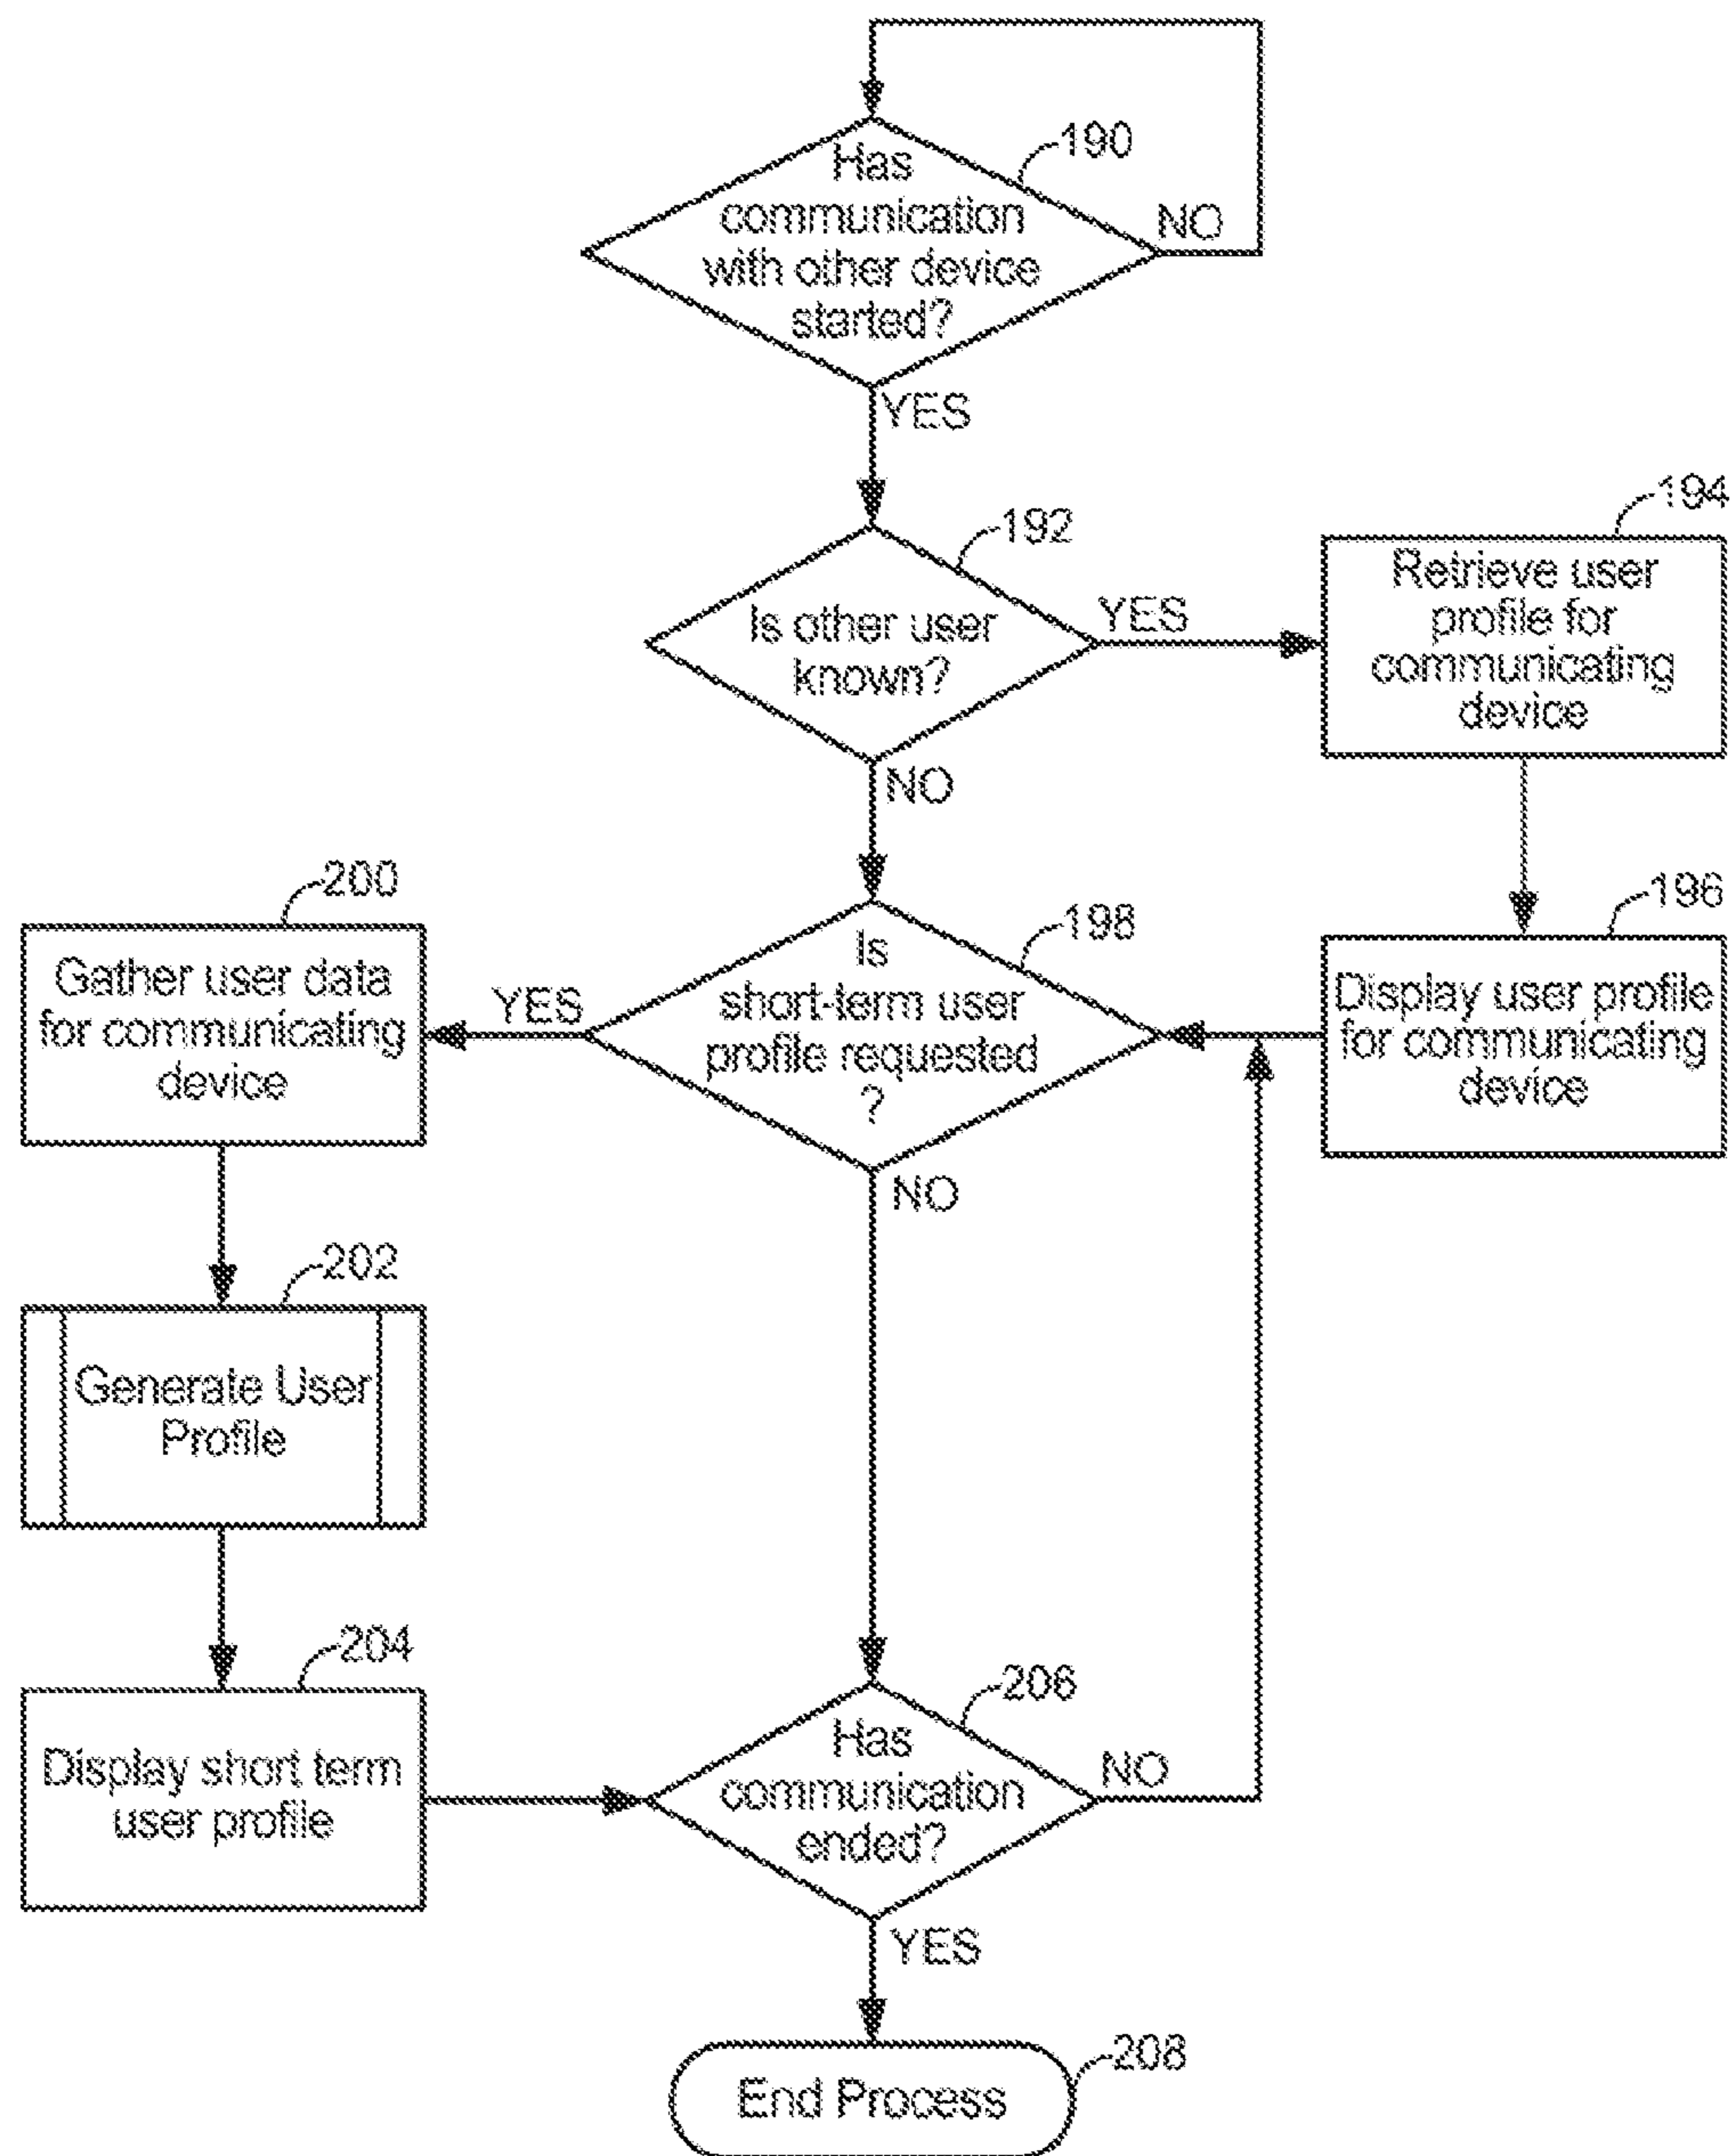 Has
communication
with other device
started?
190
NO
YES
192
Is other user
known?
YES
194
Retrieve user
profile for
communicating
device
NO
200
Gather user data
for communicating
device
YES
198
Is
short-term user
profile requested
?
196
Display user profile
for communicating
device
NO
202
Generate User
Profile
204
Display short term
user profile
206
Has
communication
ended?
NO
YES
End Process
208